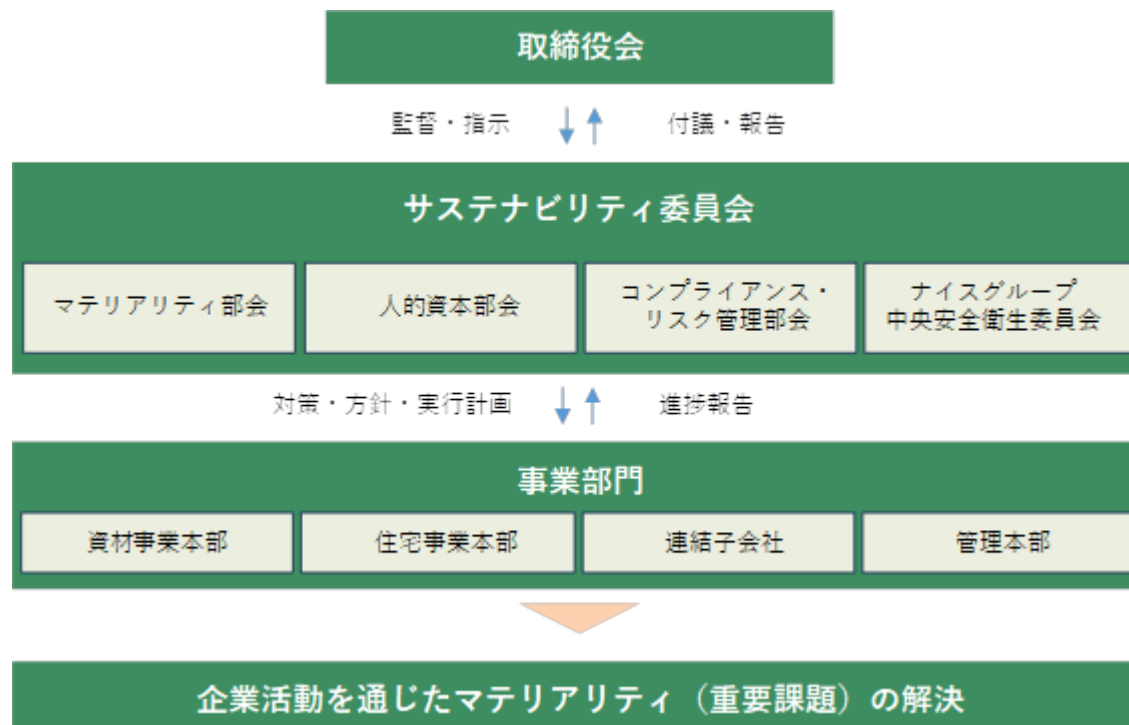 取締役会
監督・指示 付議・報告
サステナビリティ委員会
マテリアリティ部会 人的資本部会 コンプライアンス・ ナイスグループ
リスク管理部会 中央安全衛生委員会
対策・方針・実行計画 進捗報告
事業部門
資材事業本部 住宅事業本部 連結子会社 管理本部
企業活動を通じたマテリアリティ（重要課題）の解決